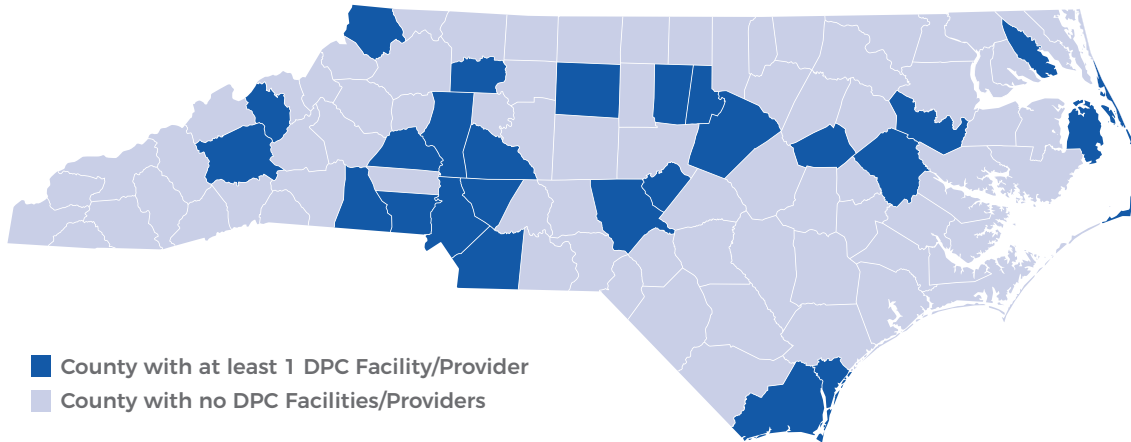 County with at least 1 DPC Facility/Provider
County with no DPC Facilities/Providers